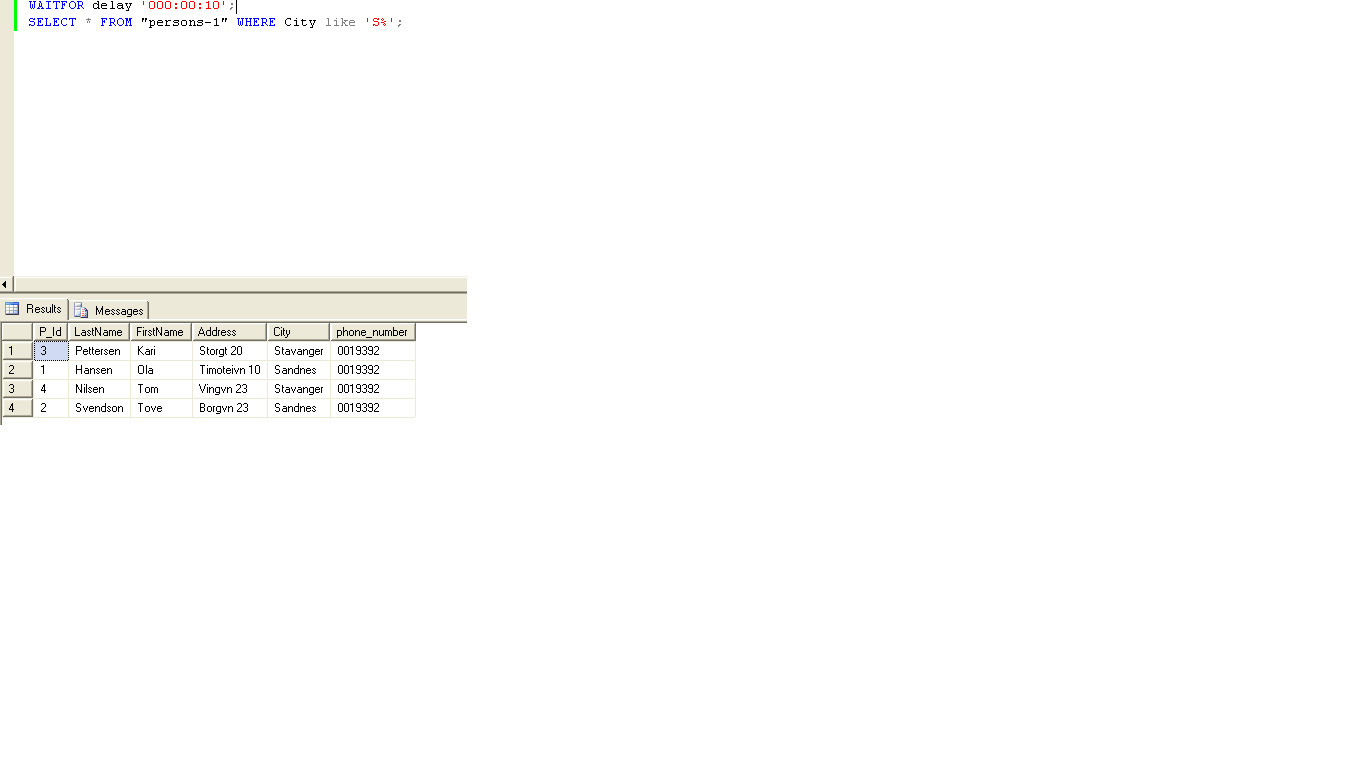 WAITFOR delay '000:00:10';
SELECT * FROM "persons-1" WHERE City like 'S%';
Results Messages
P_Id LastName FirstName Address City phone_number
1 3 Pettersen Kari Storgt 20 Stavanger 0019392
2 1 Hansen Ola Timoteivn 10 Sandnes 0019392
3 4 Nilsen Tom Vingvn 23 Stavanger 0019392
4 2 Svendson Tove Borgvn 23 Sandnes 0019392